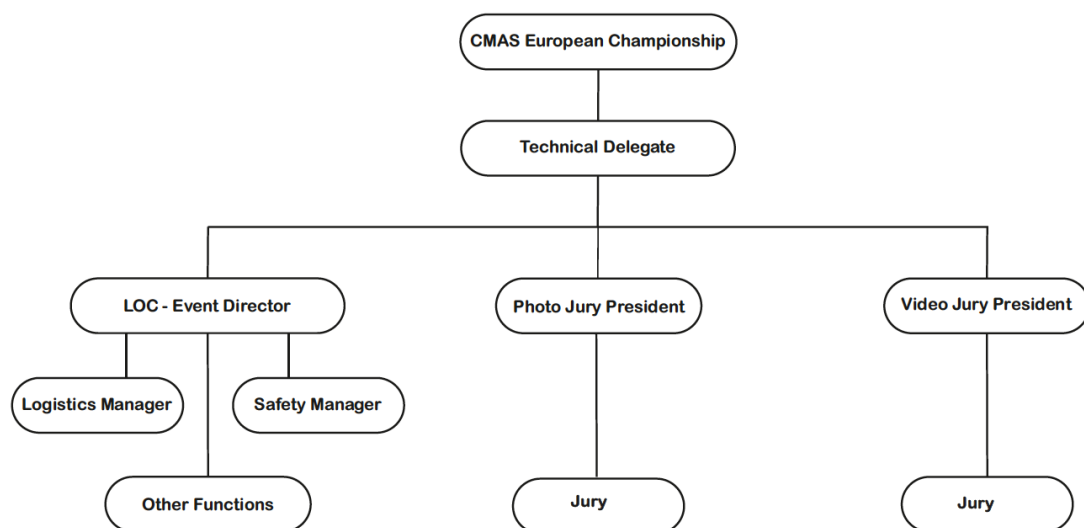 CMAS European Championship
Technical Delegate
LOC - Event Director
Photo Jury President
Video Jury President
Logistics Manager
Safety Manager
Other Functions
Jury
Jury